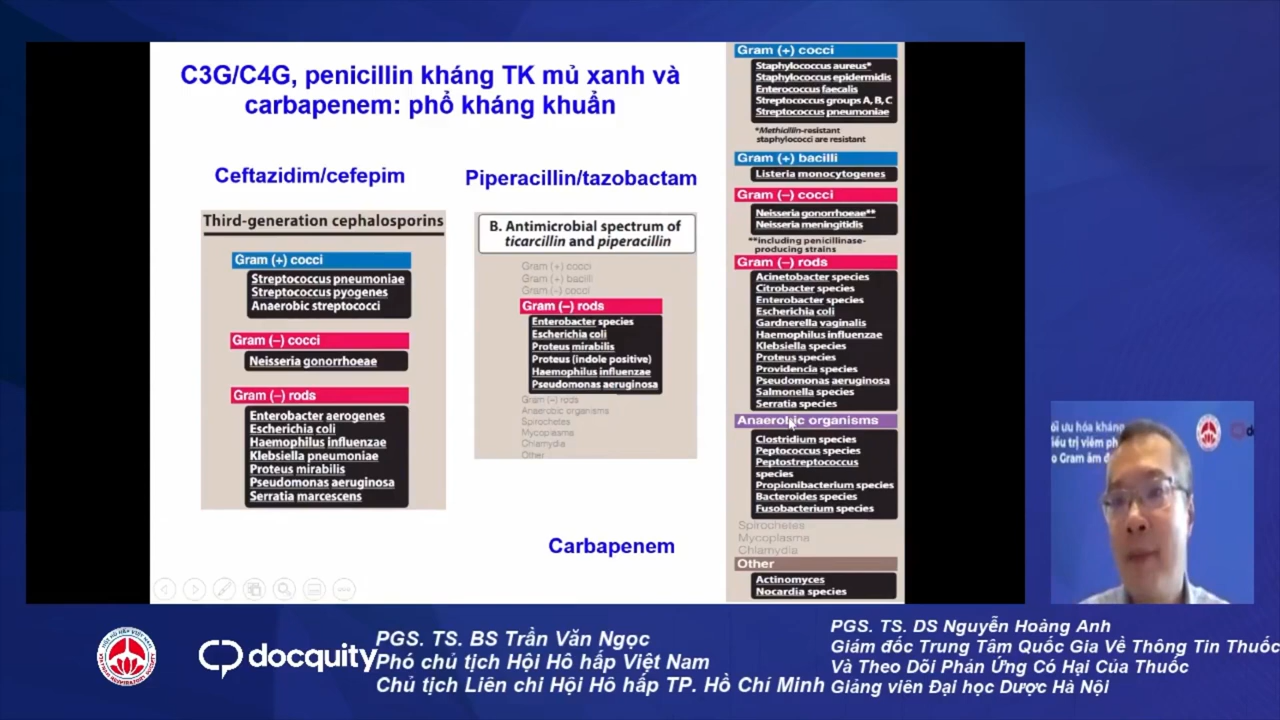 C3G/C4G, penicillin kháng TK mủ xanh và
carbapenem: phổ kháng khuẩn
Ceftazidim/cefepim
Third-generation cephalosporins
Gram (+) cocci
Streptococcus pneumoniae
Streptococcus pyogenes
Anaerobic streptococci
Gram (–) cocci
Neisseria gonorrhoeae
Gram (–) rods
Enterobacter aerogenes
Escherichia coli
Haemophilus influenzae
Klebsiella pneumoniae
Proteus mirabilis
Pseudomonas aeruginosa
Serratia marcescens
Piperacillin/tazobactam
B. Antimicrobial spectrum of
ticarcillin and piperacillin
Gram (+) cocci
Gram (+) bacilli
Gram (–) cocci
Gram (–) rods
Enterobacter species
Escherichia coli
Proteus mirabilis
Proteus (indole positive)
Haemophilus influenzae
Pseudomonas aeruginosa
Gram (–) rods
Anaerobic organisms
Spirochetes
Mycoplasma
Chlamydia
Other
Carbapenem
Gram (+) cocci
Staphylococcus aureus*
Staphylococcus epidermidis
Enterococcus faecalis
Streptococcus groups A, B, C
Streptococcus pneumoniae
*Methicillin-resistant
staphylococci are resistant
Gram (+) bacilli
Listeria monocytogenes
Gram (–) cocci
Neisseria gonorrhoeae**
Neisseria meningitidis
**including penicillinase-
producing strains
Gram (–) rods
Acinetobacter species
Citrobacter species
Enterobacter species
Escherichia coli
Gardnerella vaginalis
Haemophilus influenzae
Klebsiella species
Proteus species
Providencia species
Pseudomonas aeruginosa
Salmonella species
Serratia species
Anaerobic organisms
Clostridium species
Peptococcus species
Peptostreptococcus
species
Propionibacterium species
Bacteroides species
Fusobacterium species
Spirochetes
Mycoplasma
Chlamydia
Other
Actinomyces
Nocardia species
ưu hóa kháng
trị viêm
Gram âm
docquity
PGS. TS. BS Trần Văn Ngọc
Phó chủ tịch Hội Hô hấp Việt Nam
Chủ tịch Liên chi Hội Hô hấp TP. Hồ Chí Minh
PGS. TS. DS Nguyễn Hoàng Anh
Giám đốc Trung Tâm Quốc Gia Về Thông Tin Thuốc
Và Theo Dõi Phản Ứng Có Hại Của Thuốc
Giảng viên Đại học Dược Hà Nội